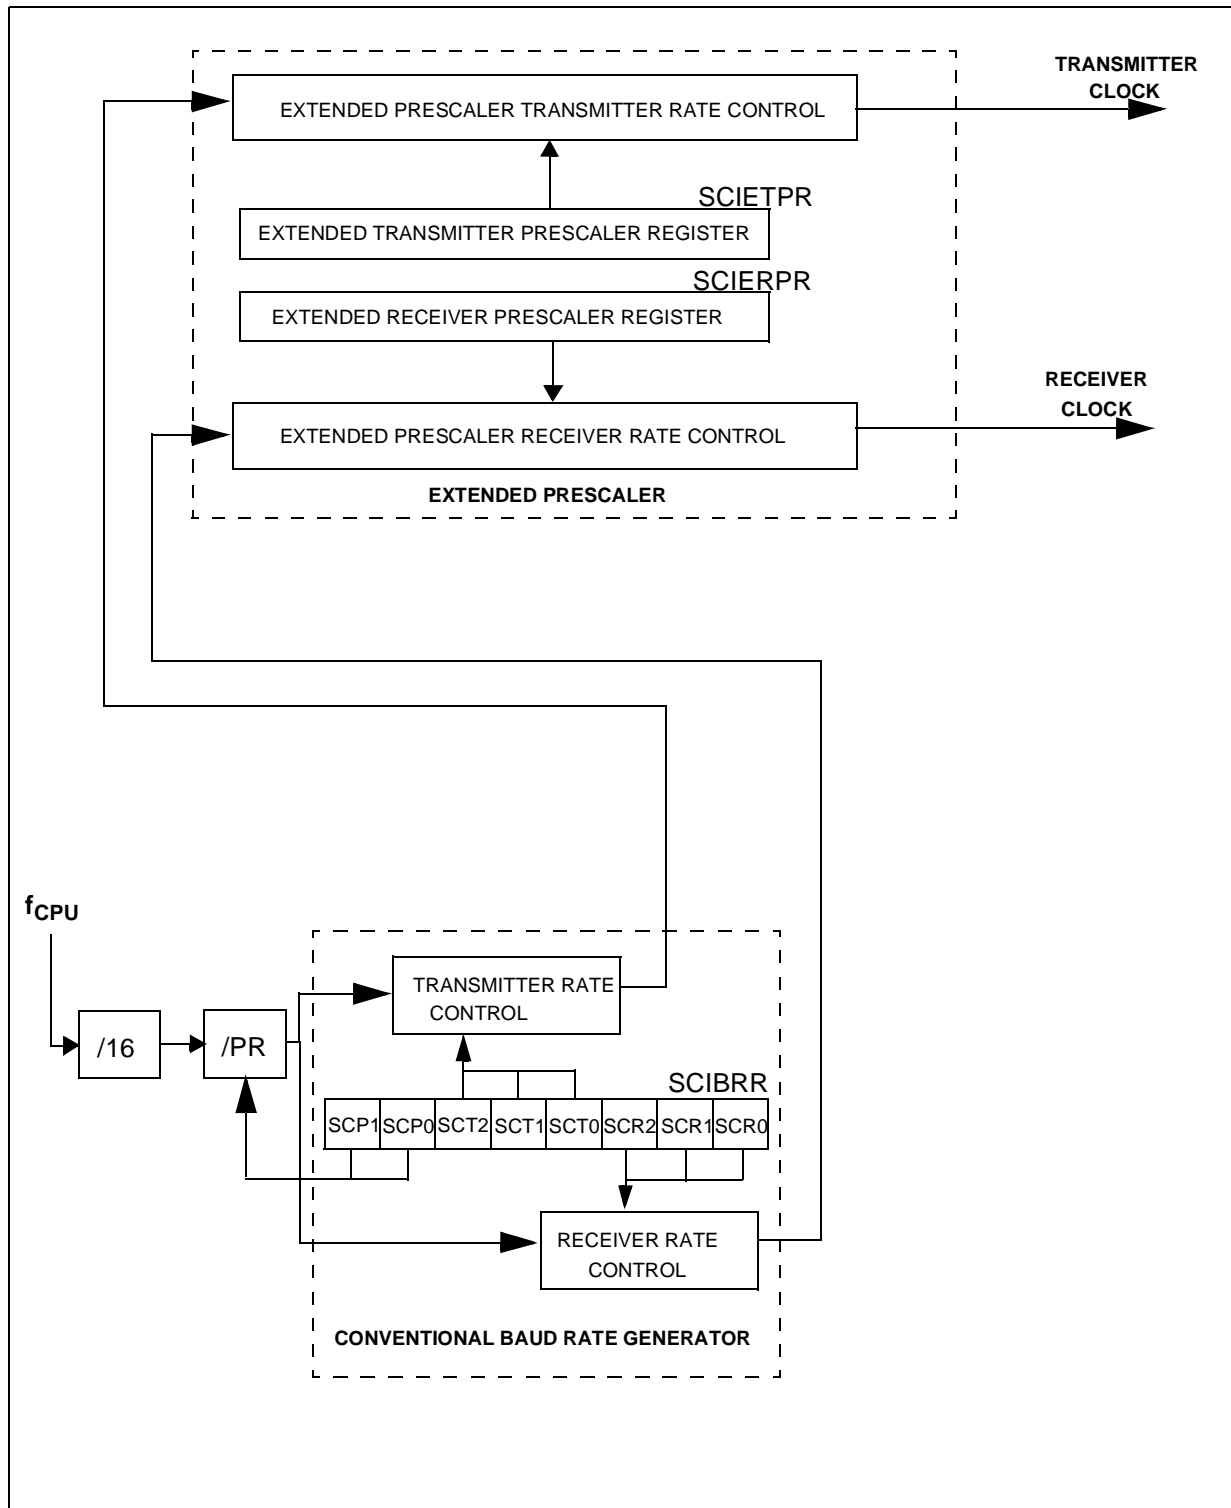 TRANSMITTER
CLOCK
EXTENDED PRESCALER TRANSMITTER RATE CONTROL
SCIETPR
EXTENDED TRANSMITTER PRESCALER REGISTER
SCIERPR
EXTENDED RECEIVER PRESCALER REGISTER
RECEIVER
CLOCK
EXTENDED PRESCALER RECEIVER RATE CONTROL
EXTENDED PRESCALER
fCPU
TRANSMITTER RATE
CONTROL
/16
/PR
SCIBRR
SCP1 SCP0 SCT2 SCT1 SCT0 SCR2 SCR1 SCR0
RECEIVER RATE
CONTROL
CONVENTIONAL BAUD RATE GENERATOR